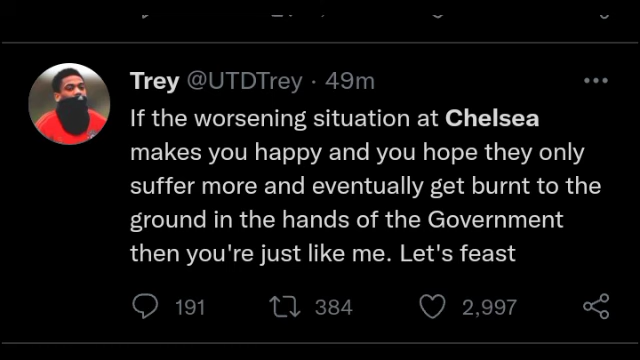 Trey @UTDTrey · 49m
If the worsening situation at Chelsea
makes you happy and you hope they only
suffer more and eventually get burnt to the
ground in the hands of the Government
then you're just like me. Let's feast
191 384 2,997